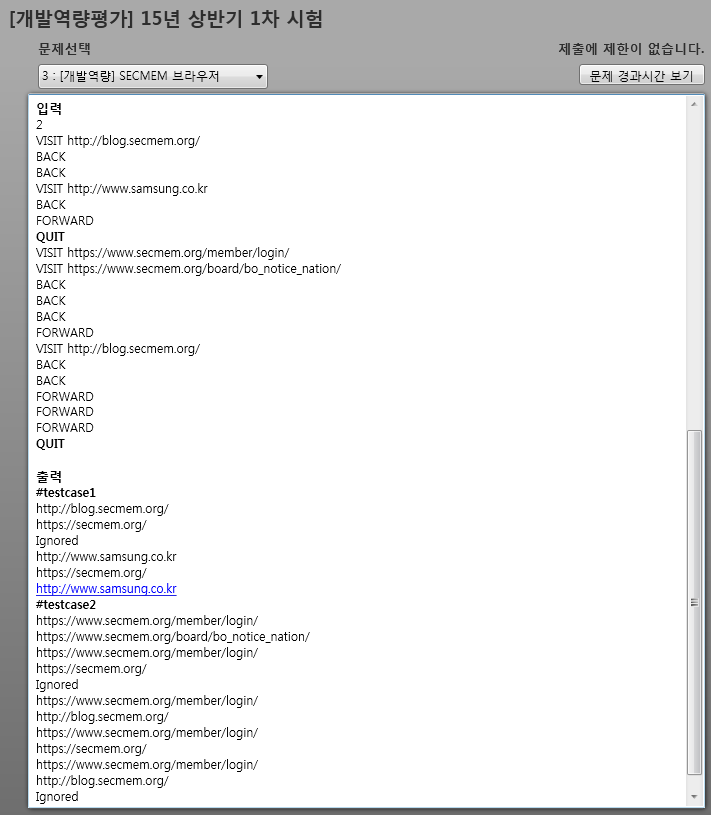 [개발역량평가] 15년 상반기 1차 시험
문제선택
제출에 제한이 없습니다.
3 : [개발역량] SECMEM 브라우저
문제 경과시간 보기
입력
2
VISIT http://blog.secmem.org/
BACK
BACK
VISIT http://www.samsung.co.kr
BACK
FORWARD
QUIT
VISIT https://www.secmem.org/member/login/
VISIT https://www.secmem.org/board/bo_notice_nation/
BACK
BACK
BACK
FORWARD
VISIT http://blog.secmem.org/
BACK
BACK
FORWARD
FORWARD
FORWARD
QUIT
출력
#testcase1
http://blog.secmem.org/
https://secmem.org/
Ignored
http://www.samsung.co.kr
https://secmem.org/
http://www.samsung.co.kr
#testcase2
https://www.secmem.org/member/login/
https://www.secmem.org/board/bo_notice_nation/
https://www.secmem.org/member/login/
https://secmem.org/
Ignored
https://www.secmem.org/member/login/
http://blog.secmem.org/
https://www.secmem.org/member/login/
https://secmem.org/
https://www.secmem.org/member/login/
http://blog.secmem.org/
Ignored